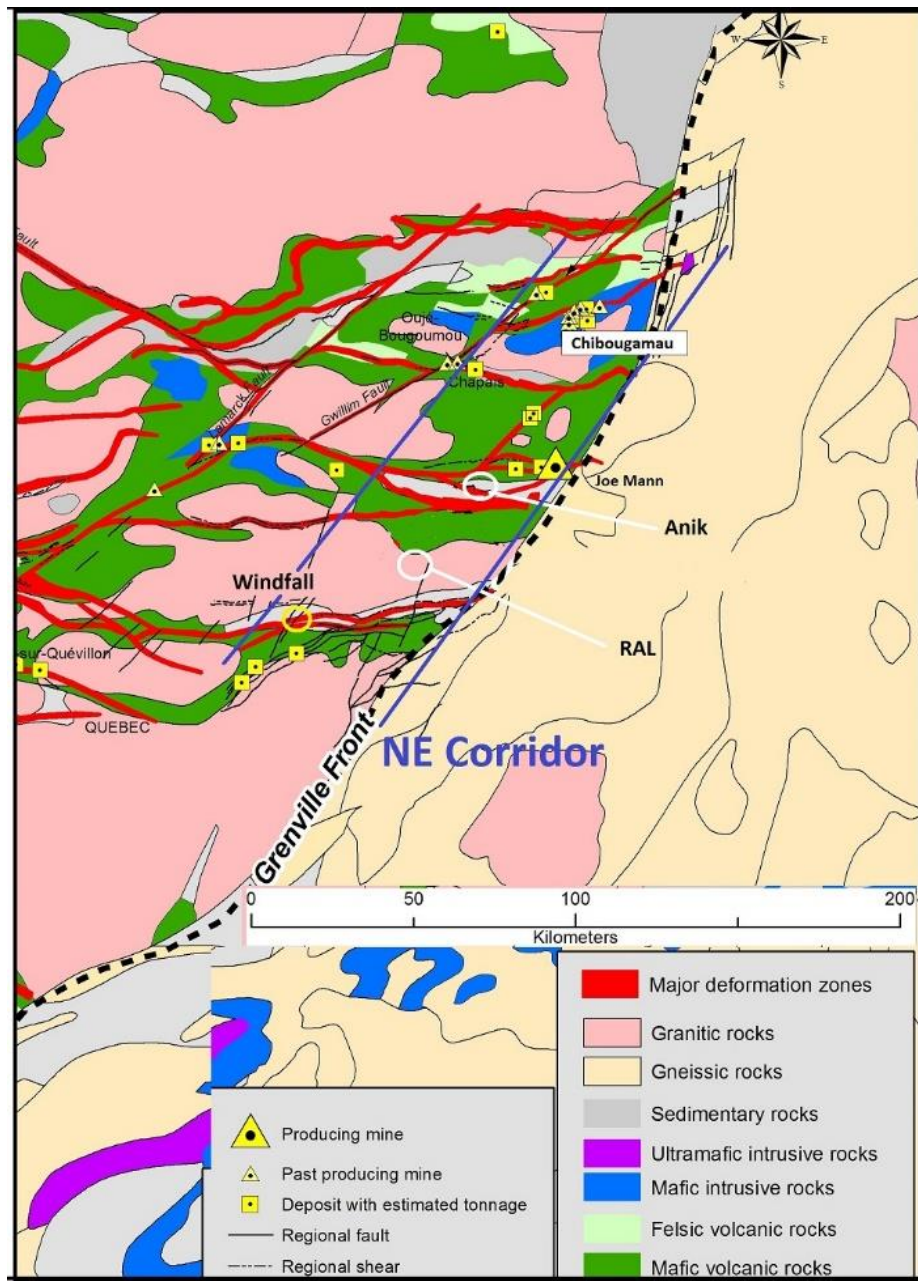 W
E
S
Fault
Oujé-
Bougoumou
Chibougamau
Chapais
Gwillim Fault
Joe Mann
Anik
Windfall
RAL
sur-Quévillon
QUEBEC
NE Corridor
Grenville Front
0 50 100 200
Kilometers
Major deformation zones
Granitic rocks
Gneissic rocks
Sedimentary rocks
Ultramafic intrusive rocks
Mafic intrusive rocks
Felsic volcanic rocks
Mafic volcanic rocks
Producing mine
Past producing mine
Deposit with estimated tonnage
Regional fault
Regional shear